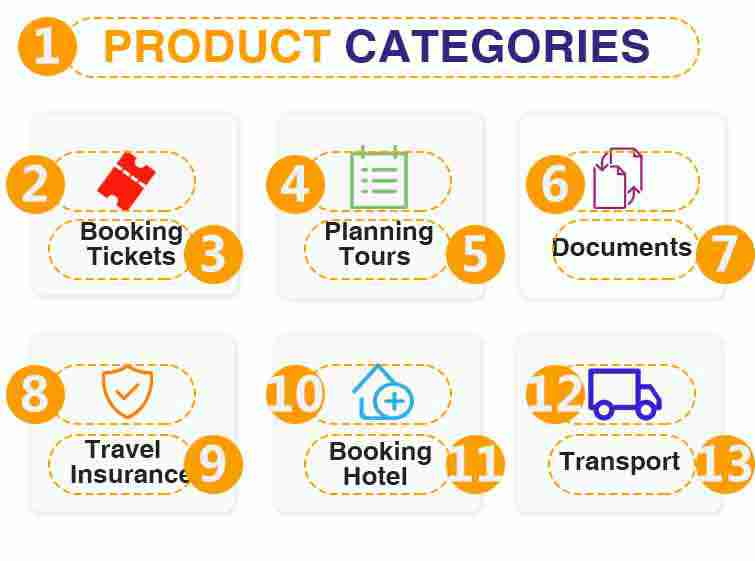 1 PRODUCT CATEGORIES
2
4
6
Booking
Tickets
3
Planning
Tours
5
Documents
7
8
10
12
Travel
Insurance
9
Booking
Hotel
11
Transport
13